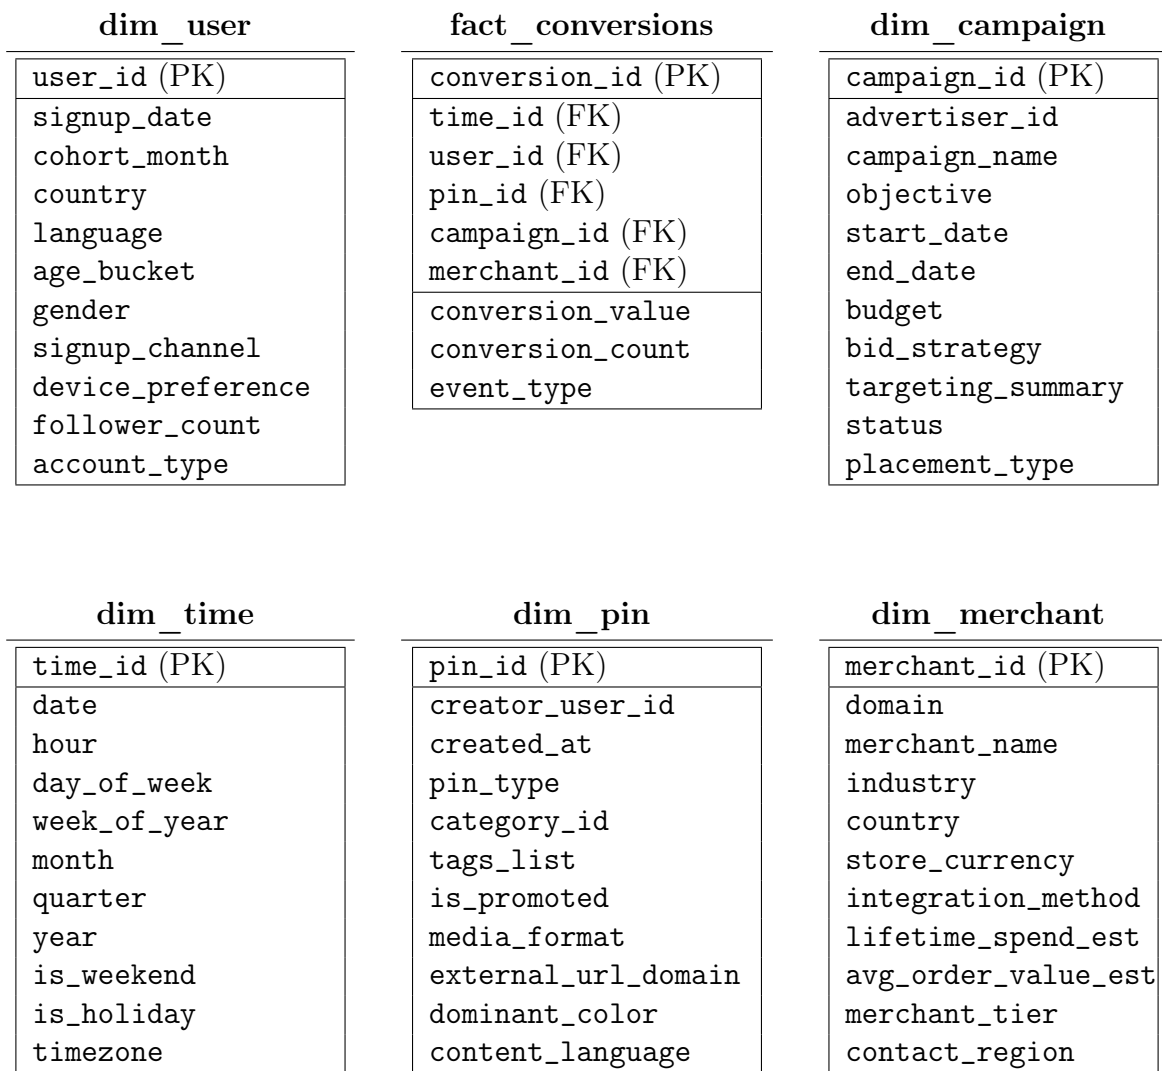 dim_user
user_id (PK)
signup_date
cohort_month
country
language
age_bucket
gender
signup_channel
device_preference
follower_count
account_type
fact_conversions
conversion_id (PK)
time_id (FK)
user_id (FK)
pin_id (FK)
campaign_id (FK)
merchant_id (FK)
conversion_value
conversion_count
event_type
dim_campaign
campaign_id (PK)
advertiser_id
campaign_name
objective
start_date
end_date
budget
bid_strategy
targeting_summary
status
placement_type
dim_time
time_id (PK)
date
hour
day_of_week
week_of_year
month
quarter
year
is_weekend
is_holiday
timezone
dim_pin
pin_id (PK)
creator_user_id
created_at
pin_type
category_id
tags_list
is_promoted
media_format
external_url_domain
dominant_color
content_language
dim_merchant
merchant_id (PK)
domain
merchant_name
industry
country
store_currency
integration_method
lifetime_spend_est
avg_order_value_est
merchant_tier
contact_region